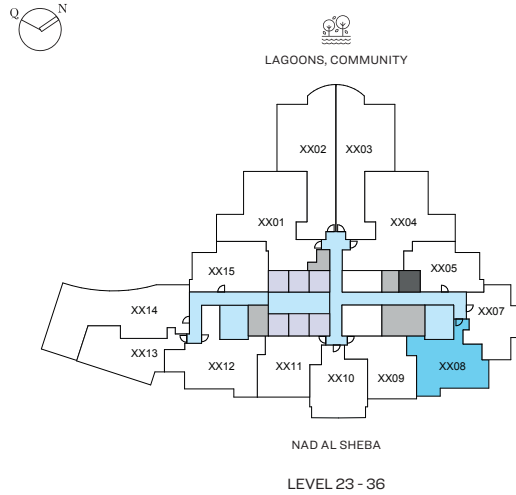 Q N
LAGOONS, COMMUNITY
XX02 XX03
XX01 XX04
XX15 XX05
XX14 XX07
XX13 XX12 XX11 XX10 XX09 XX08
NAD AL SHEBA
LEVEL 23 - 36